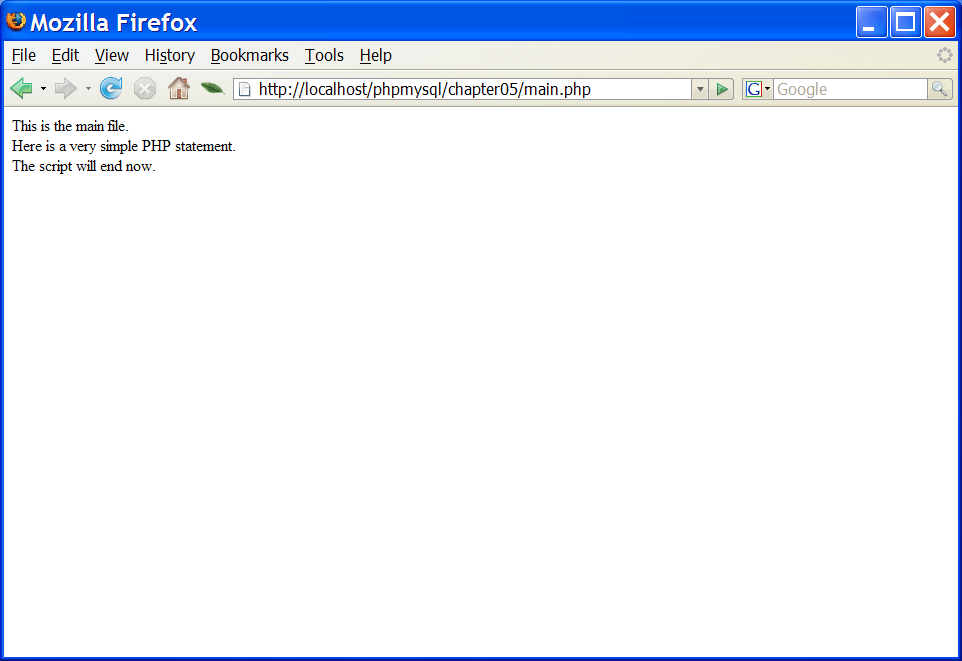 Mozilla Firefox
File Edit View History Bookmarks Tools Help
http://localhost/phpmysql/chapter05/main.php G Google
This is the main file.
Here is a very simple PHP statement.
The script will end now.